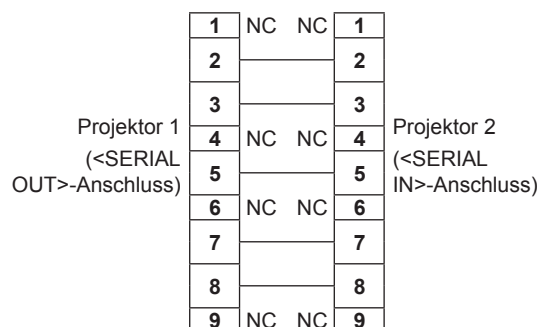 1 NC NC 1
2 2
3 3
Projektor 1
(<SERIAL
OUT>-Anschluss)
4 NC NC 4
Projektor 2
(<SERIAL
IN>-Anschluss)
5 5
6 NC NC 6
7 7
8 8
9 NC NC 9